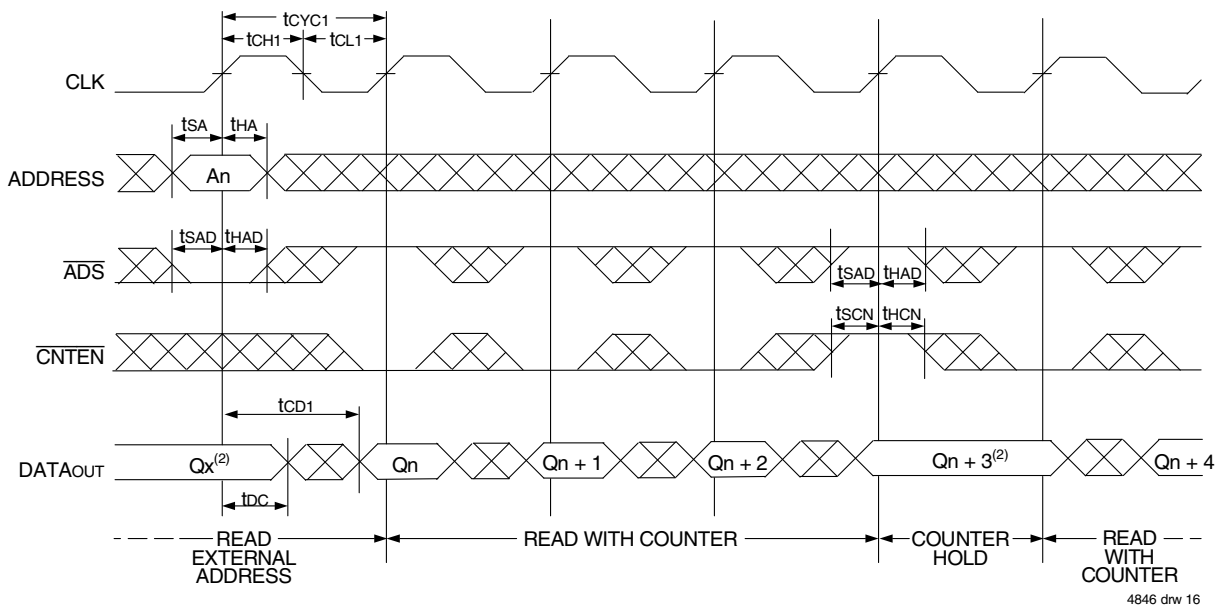 tCYC1
tCH1 tCL1
CLK
tSA tHA
ADDRESS An
tSAD tHAD
ADS
tSAD tHAD
tSCN tHCN
CNTEN
tCD1
DATAOUT Qx(2) Qn Qn + 1 Qn + 2 Qn + 3(2) Qn + 4
tDC
READ EXTERNAL ADDRESS
READ WITH COUNTER
COUNTER HOLD
READ WITH COUNTER
4846 drw 16